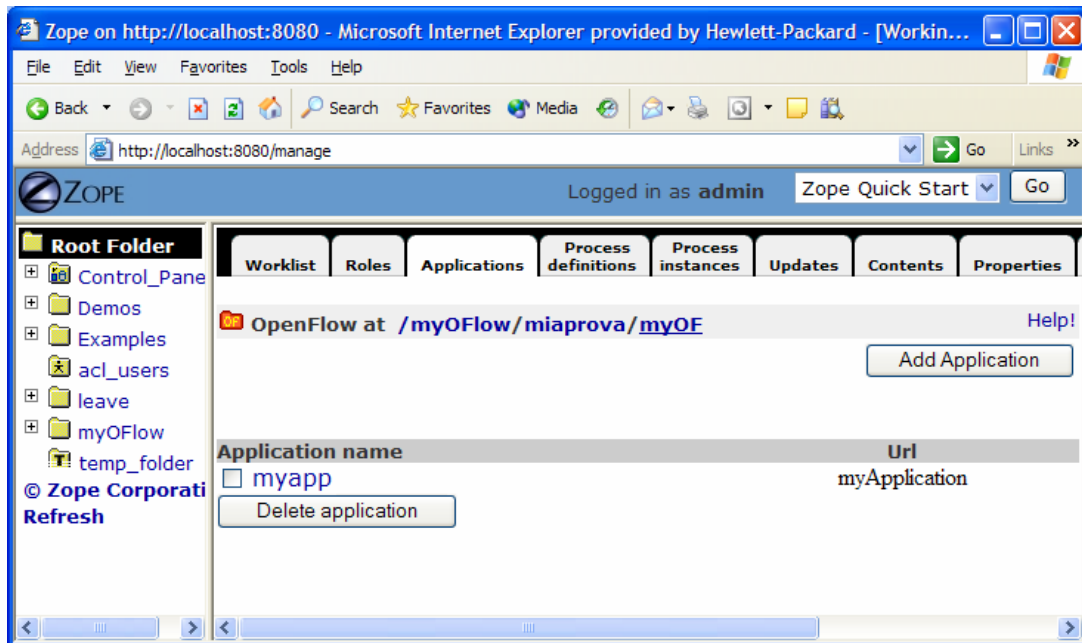 Zope on http://localhost:8080 - Microsoft Internet Explorer provided by Hewlett-Packard - [Workin...
File Edit View Favorites Tools Help
Back Search Favorites Media
Address http://localhost:8080/manage Go Links »
ZOPE Logged in as admin Zope Quick Start Go
Root Folder
Control_Pane
Demos
Examples
acl_users
leave
myOFlow
temp_folder
© Zope Corporati
Refresh
Worklist Roles Applications Process definitions Process instances Updates Contents Properties
OF OpenFlow at /myOFlow/miaprova/myOF Help!
Add Application
Application name Url
myapp myApplication
Delete application